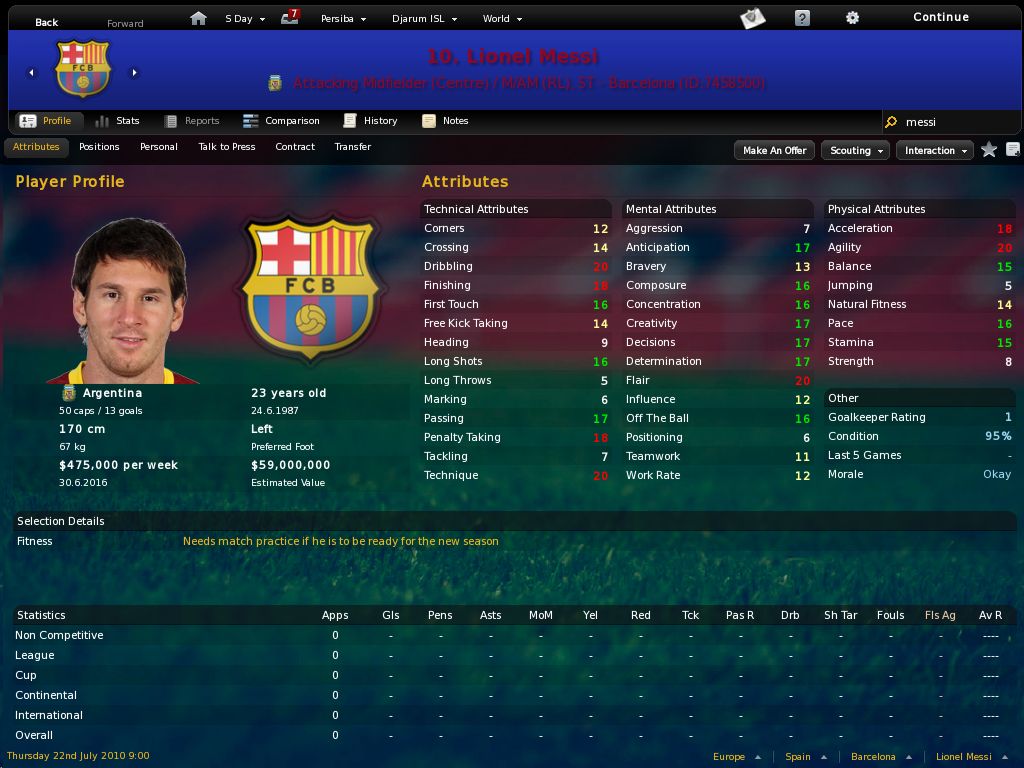 Back Forward S Day 7 Persiba Djarum ISL World ? Continue
10. Lionel Messi
FCB
Attacking Midfielder (Centre) / M/AM (RL), ST - Barcelona (ID:7458500)
Profile Stats Reports Comparison History Notes messi
Attributes Positions Personal Talk to Press Contract Transfer Make An Offer Scouting Interaction
Player Profile
FCB
Argentina 23 years old
50 caps / 13 goals 24.6.1987
170 cm Left
67 kg Preferred Foot
$475,000 per week $59,000,000
30.6.2016 Estimated Value
Attributes
Technical Attributes
Corners 12
Crossing 14
Dribbling 20
Finishing 18
First Touch 16
Free Kick Taking 14
Heading 9
Long Shots 16
Long Throws 5
Marking 6
Passing 17
Penalty Taking 18
Tackling 7
Technique 20
Mental Attributes
Aggression 7
Anticipation 17
Bravery 13
Composure 16
Concentration 16
Creativity 17
Decisions 17
Determination 17
Flair 20
Influence 12
Off The Ball 16
Positioning 6
Teamwork 11
Work Rate 12
Physical Attributes
Acceleration 18
Agility 20
Balance 15
Jumping 5
Natural Fitness 14
Pace 16
Stamina 15
Strength 8
Other
Goalkeeper Rating 1
Condition 95%
Last 5 Games -
Morale Okay
Selection Details
Fitness Needs match practice if he is to be ready for the new season
Statistics Apps Gls Pens Asts MoM Yel Red Tck Pas R Drb Sh Tar Fouls Fls Ag Av R
Non Competitive 0 - - - - - - - - - - - - ----
League 0 - - - - - - - - - - - - ----
Cup 0 - - - - - - - - - - - - ----
Continental 0 - - - - - - - - - - - - ----
International 0 - - - - - - - - - - - - ----
Overall 0 - - - - - - - - - - - - ----
Thursday 22nd July 2010 9:00 Europe Spain Barcelona Lionel Messi